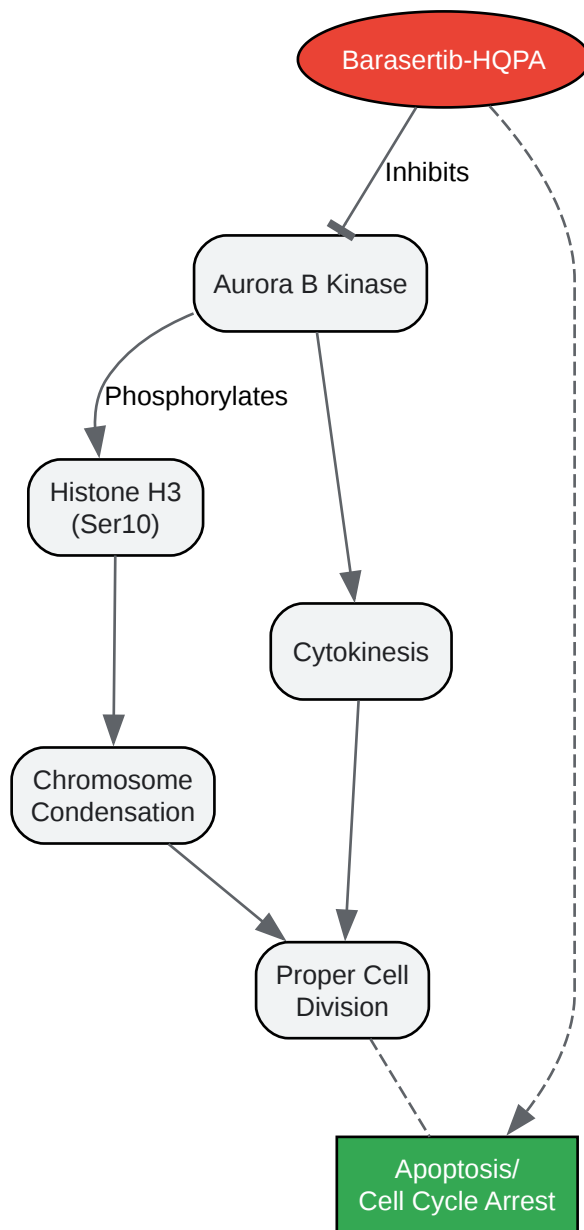 Barasertib-HQPA
Inhibits
Aurora B Kinase
Phosphorylates
Histone H3
(Ser10)
Cytokinesis
Chromosome
Condensation
Proper Cell
Division
Apoptosis/
Cell Cycle Arrest